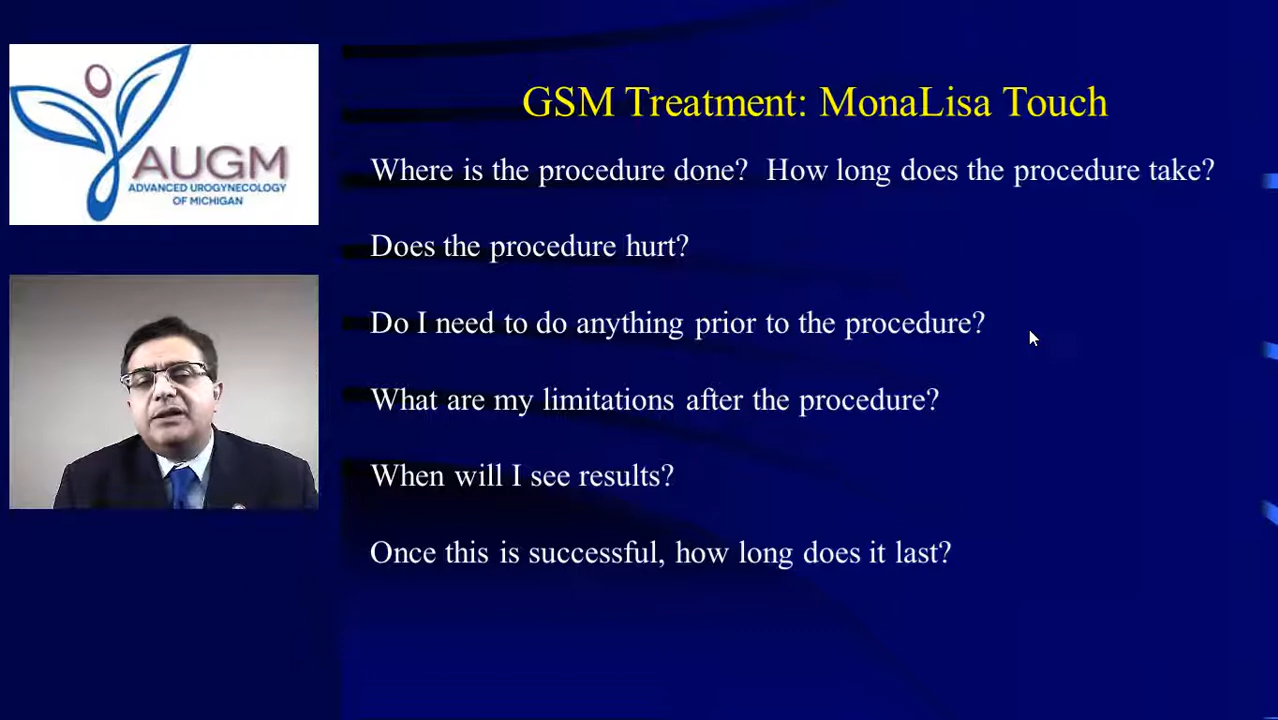 AUGM
ADVANCED UROGYNECOLOGY
OF MICHIGAN
GSM Treatment: MonaLisa Touch
Where is the procedure done?  How long does the procedure take?
Does the procedure hurt?
Do I need to do anything prior to the procedure?
What are my limitations after the procedure?
When will I see results?
Once this is successful, how long does it last?